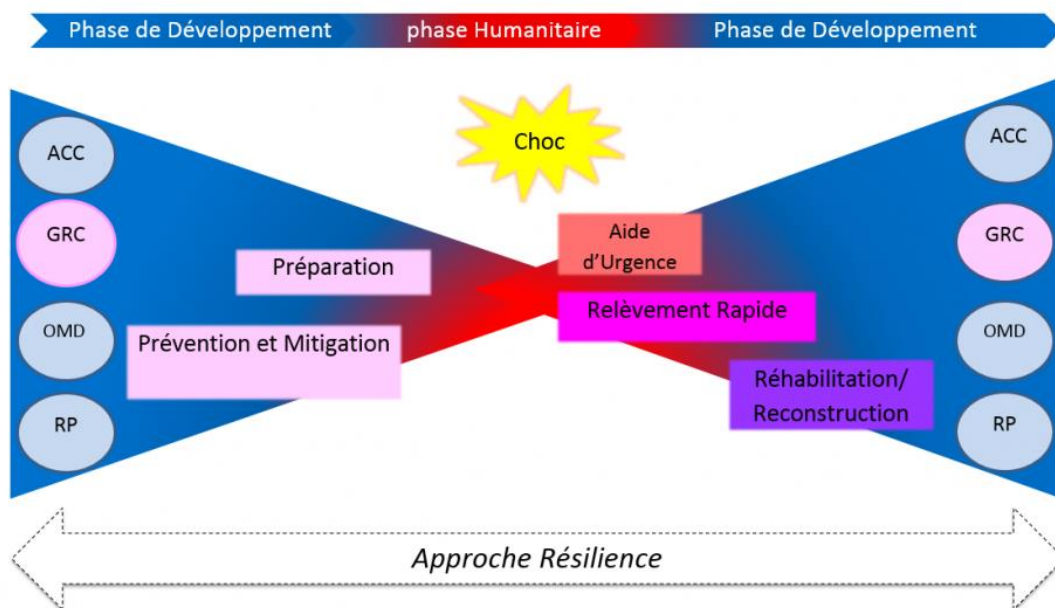 Phase de Développement
phase Humanitaire
Phase de Développement
Choc
ACC
GRC
OMD
RP
Préparation
Prévention et Mitigation
Aide
d’Urgence
Relèvement Rapide
Réhabilitation/
Reconstruction
ACC
GRC
OMD
RP
Approche Résilience